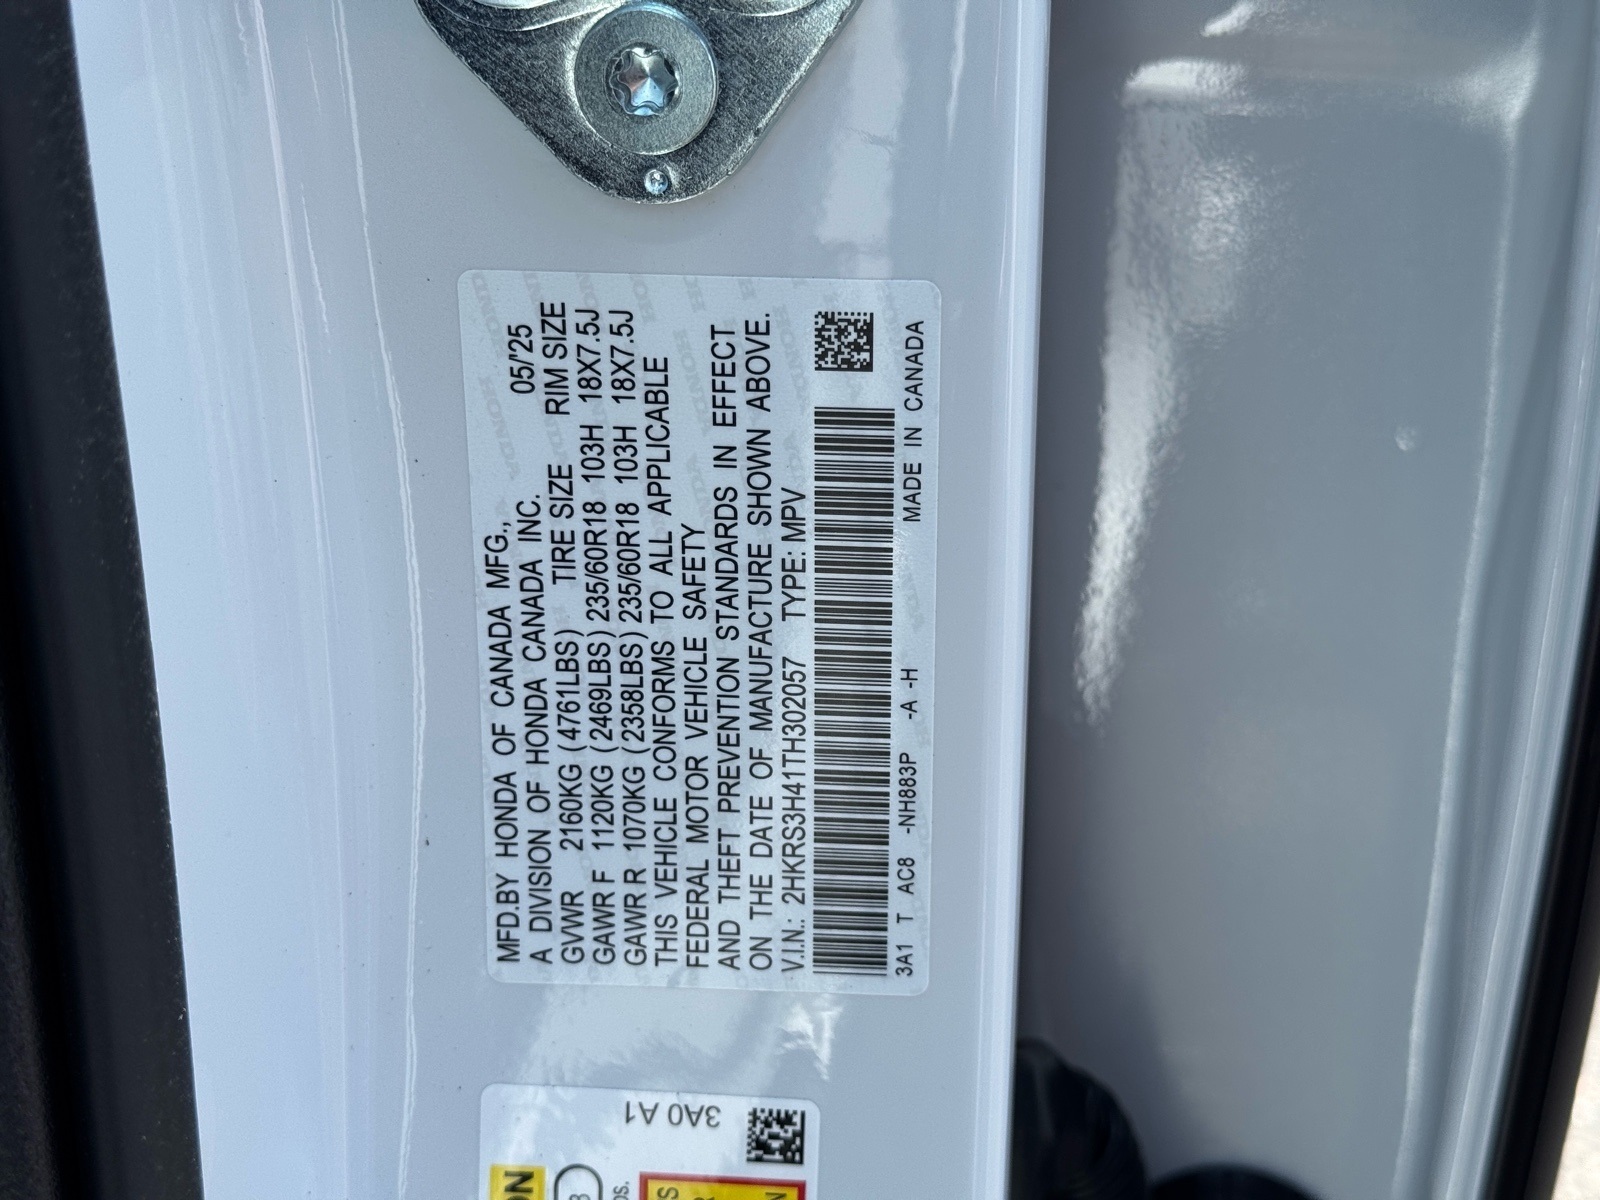 MFD.BY HONDA OF CANADA MFG.,
A DIVISION OF HONDA CANADA INC. 05/'25
GVWR 2160KG (4761LBS) TIRE SIZE RIM SIZE
GAWR F 1120KG (2469LBS) 235/60R18 103H 18X7.5J
GAWR R 1070KG (2358LBS) 235/60R18 103H 18X7.5J
THIS VEHICLE CONFORMS TO ALL APPLICABLE
FEDERAL MOTOR VEHICLE SAFETY
AND THEFT PREVENTION STANDARDS IN EFFECT
ON THE DATE OF MANUFACTURE SHOWN ABOVE.
V.I.N.: 2HKRS3H41TH302057 TYPE: MPV
3A1 T AC8 -NH883P -A -H MADE IN CANADA
3A0 A1